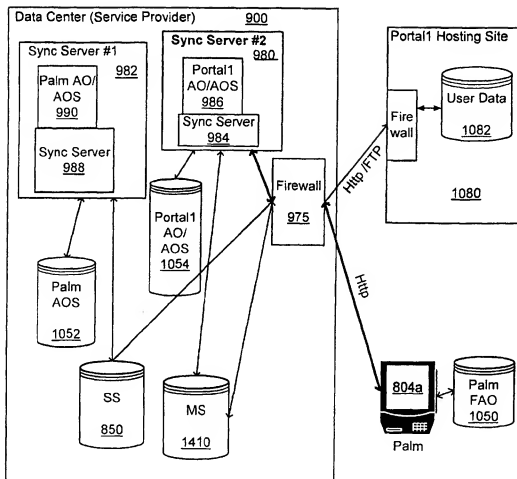 Data Center (Service Provider) 900
Sync Server #1
982
Palm AO/
AOS
990
Sync Server
988
Sync Server #2
980
Portal1
AO/AOS
986
Sync Server
984
Firewall
975
Portal1
AO/
AOS
1054
Palm
AOS
1052
SS
850
MS
1410
Http/FTP
Http
Portal1 Hosting Site
Fire
wall
User Data
1082
1080
804a
Palm
Palm
FAO
1050